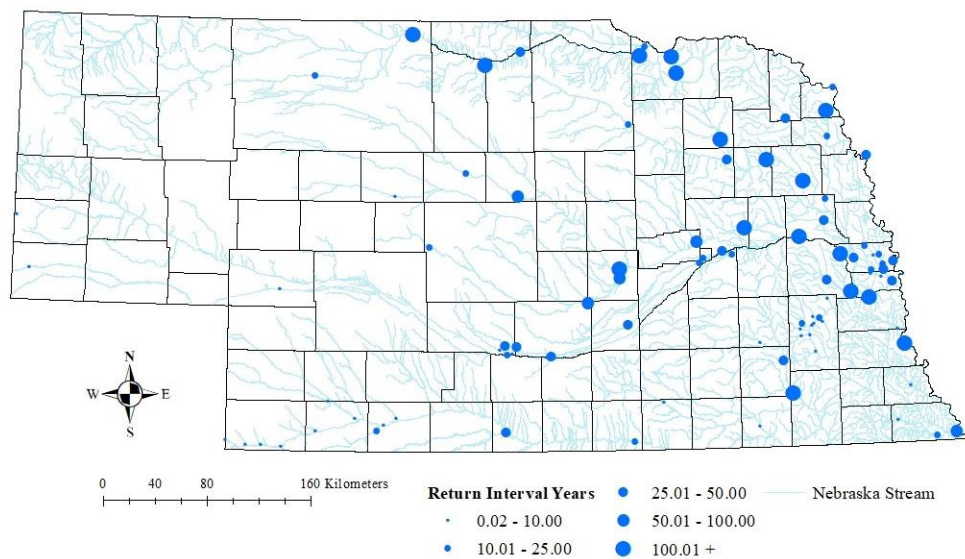 N
W E
S
0 40 80 160 Kilometers
Return Interval Years
0.02 - 10.00
10.01 - 25.00
25.01 - 50.00
50.01 - 100.00
100.01 +
Nebraska Stream